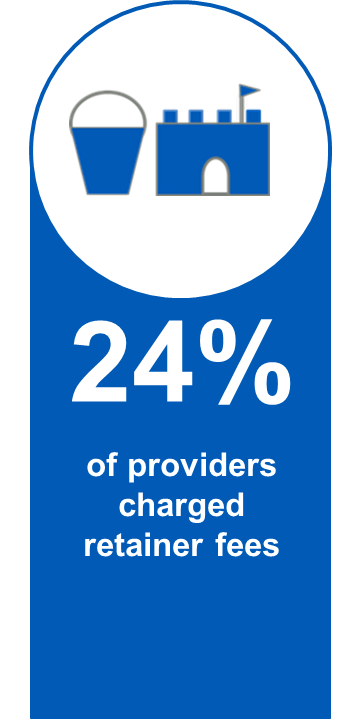 24%
of providers
charged
retainer fees